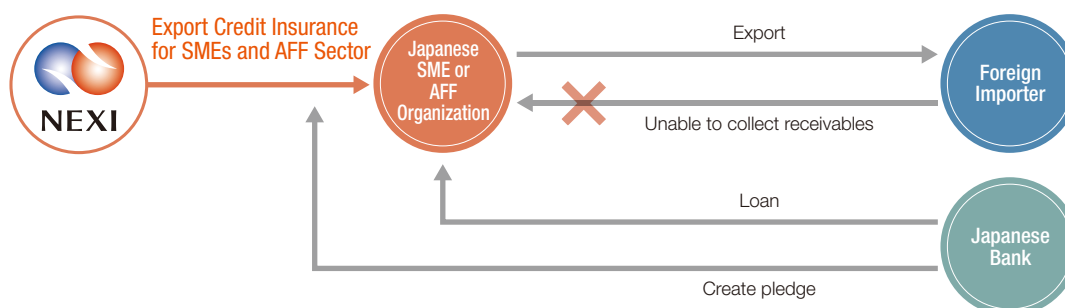 NEXI
Export Credit Insurance
for SMEs and AFF Sector
Japanese
SME or
AFF
Organization
Export
Unable to collect receivables
Foreign
Importer
Loan
Create pledge
Japanese
Bank